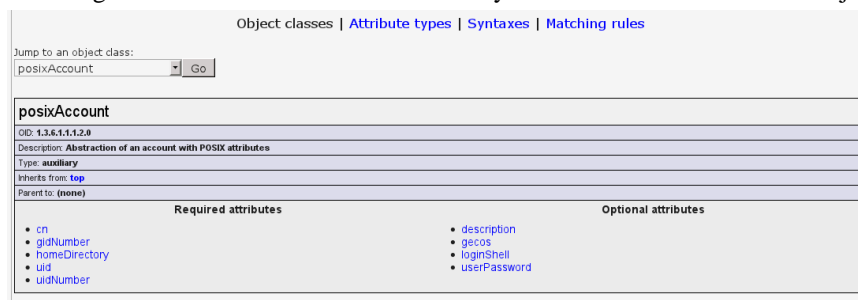 Object classes | Attribute types | Syntaxes | Matching rules
Jump to an object class:
posixAccount Go
posixAccount
OID: 1.3.6.1.1.1.2.0
Description: Abstraction of an account with POSIX attributes
Type: auxiliary
Inherits from: top
Parent to: (none)
Required attributes Optional attributes
• cn • description
• gidNumber • gecos
• homeDirectory • loginShell
• uid • userPassword
• uidNumber